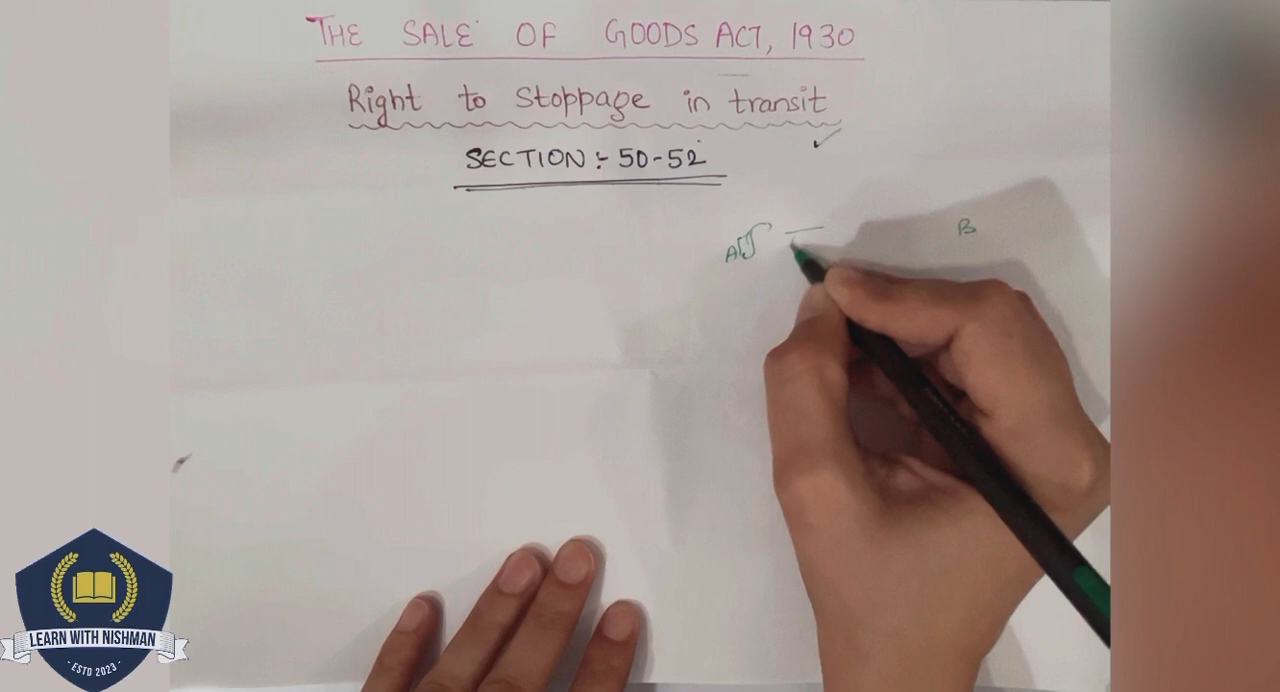 THE SALE OF GOODS ACT, 1930
Right to Stoppage in transit
SECTION :- 50-52
A
B
LEARN WITH NISHMAN
· ESTD 2023 ·